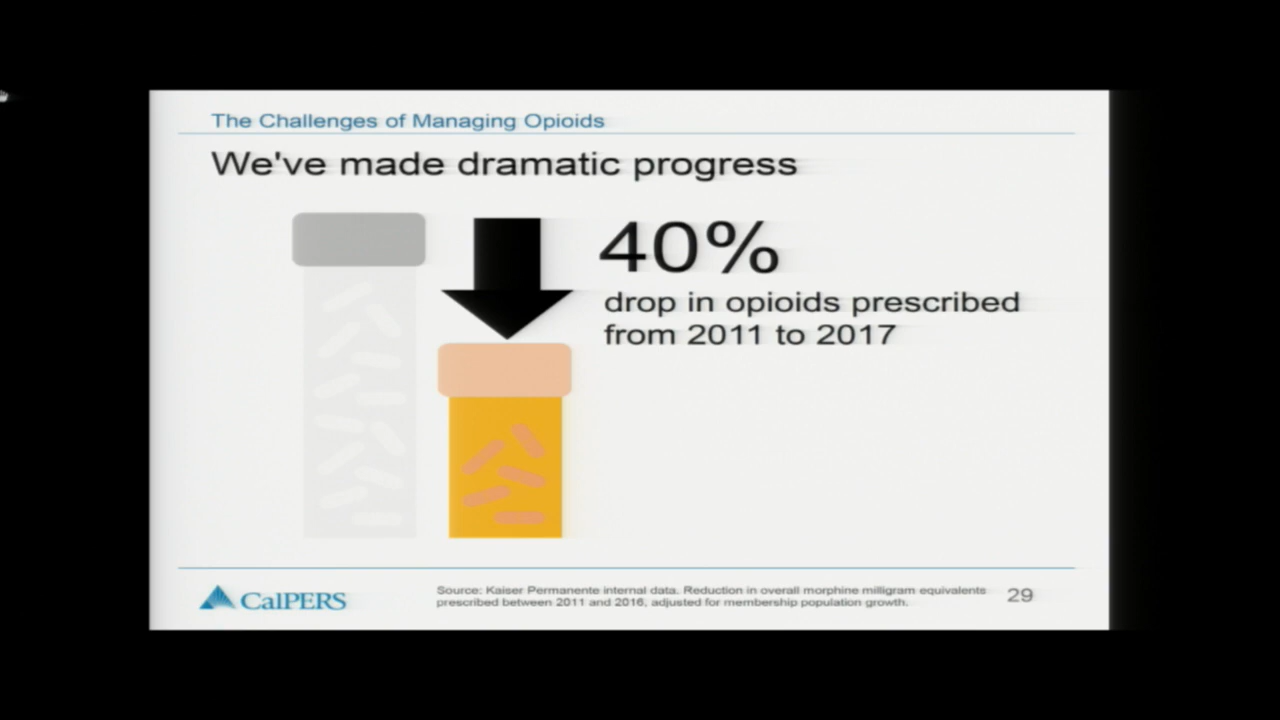 The Challenges of Managing Opioids
We've made dramatic progress
40%
drop in opioids prescribed
from 2011 to 2017
CalPERS
Source: Kaiser Permanente internal data. Reduction in overall morphine milligram equivalents
prescribed between 2011 and 2016, adjusted for membership population growth.
29